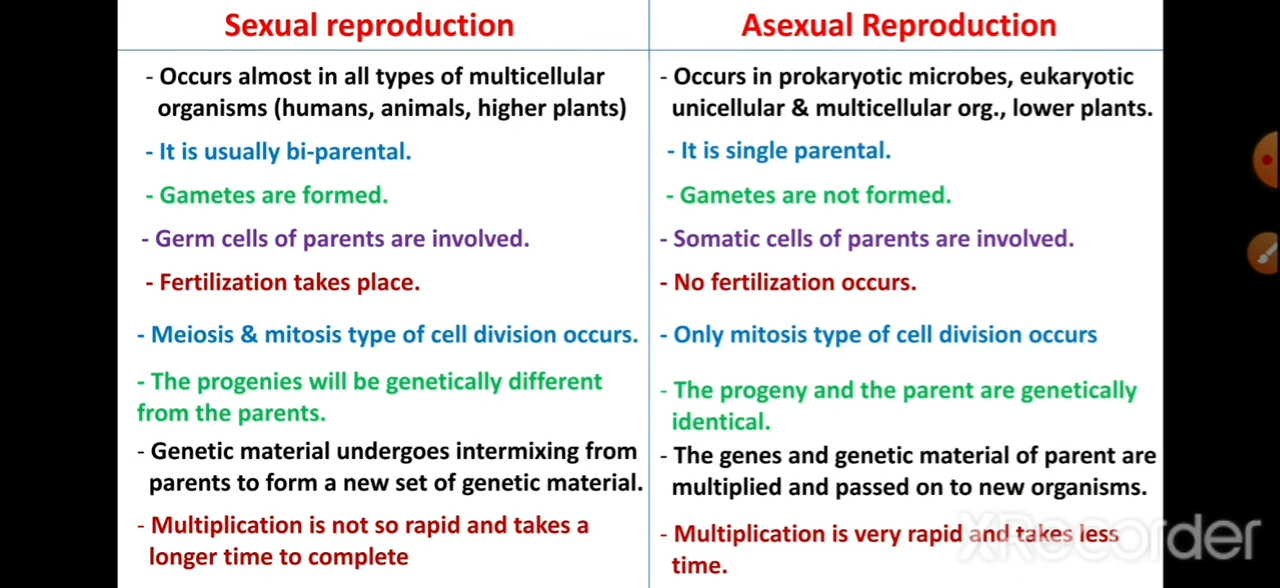 Sexual reproduction
- Occurs almost in all types of multicellular
organisms (humans, animals, higher plants)
- It is usually bi-parental.
- Gametes are formed.
- Germ cells of parents are involved.
- Fertilization takes place.
- Meiosis & mitosis type of cell division occurs.
- The progenies will be genetically different
from the parents.
- Genetic material undergoes intermixing from
parents to form a new set of genetic material.
- Multiplication is not so rapid and takes a
longer time to complete
Asexual Reproduction
- Occurs in prokaryotic microbes, eukaryotic
unicellular & multicellular org., lower plants.
- It is single parental.
- Gametes are not formed.
- Somatic cells of parents are involved.
- No fertilization occurs.
- Only mitosis type of cell division occurs
- The progeny and the parent are genetically
identical.
- The genes and genetic material of parent are
multiplied and passed on to new organisms.
- Multiplication is very rapid and takes less
time.
XRecorder